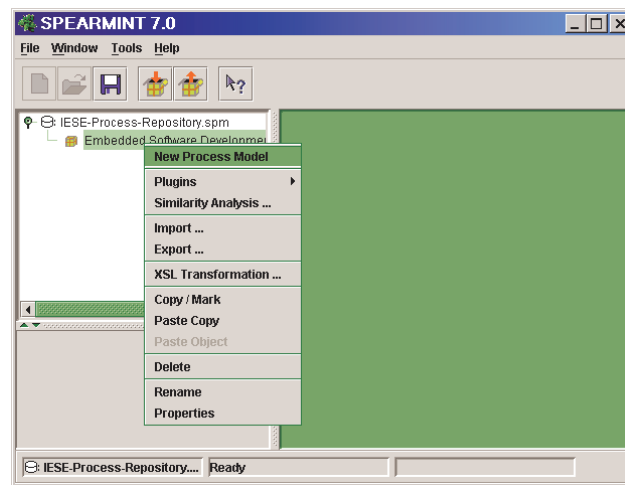 SPEARMINT 7.0
File Window Tools Help
IESE-Process-Repository.spm
Embedded Software Developmen
New Process Model
Plugins
Similarity Analysis ...
Import ...
Export ...
XSL Transformation ...
Copy / Mark
Paste Copy
Paste Object
Delete
Rename
Properties
IESE-Process-Repository.... Ready